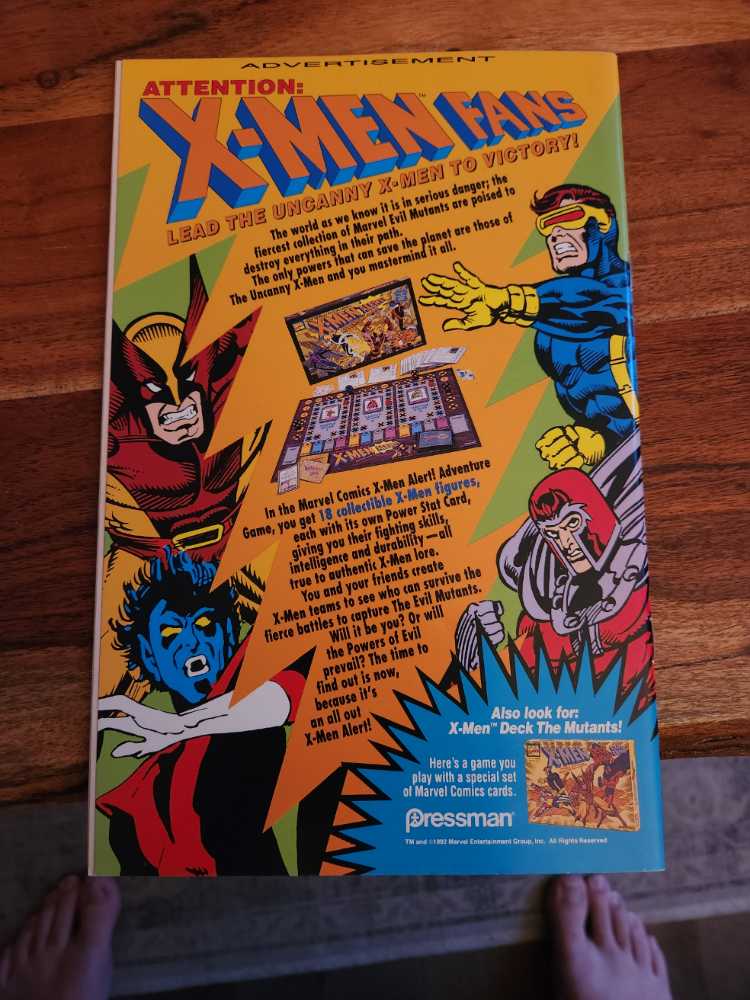 ADVERTISEMENT
ATTENTION:
X-MEN™ FANS
LEAD THE UNCANNY X-MEN TO VICTORY!
The world as we know it is in serious danger; the
fiercest collection of Marvel Evil Mutants are poised to
destroy everything in their path.
The only powers that can save the planet are those of
The Uncanny X-Men and you mastermind it all.
X-MEN ALERT
X-MEN ALERT
In the Marvel Comics X-Men Alert! Adventure
Game, you get 18 collectible X-Men figures,
each with its own Power Stat Card,
giving you their fighting skills,
intelligence and durability—all
true to authentic X-Men lore.
You and your friends create
X-Men teams to see who can survive the
fierce battles to capture The Evil Mutants.
Will it be you? Or will
the Powers of Evil
prevail? The time to
find out is now,
because it's
an all out
X-Men Alert!
Also look for:
X-Men™ Deck The Mutants!
Here's a game you
play with a special set
of Marvel Comics cards.
X-MEN
Pressman®
TM and ©1992 Marvel Entertainment Group, Inc. All Rights Reserved